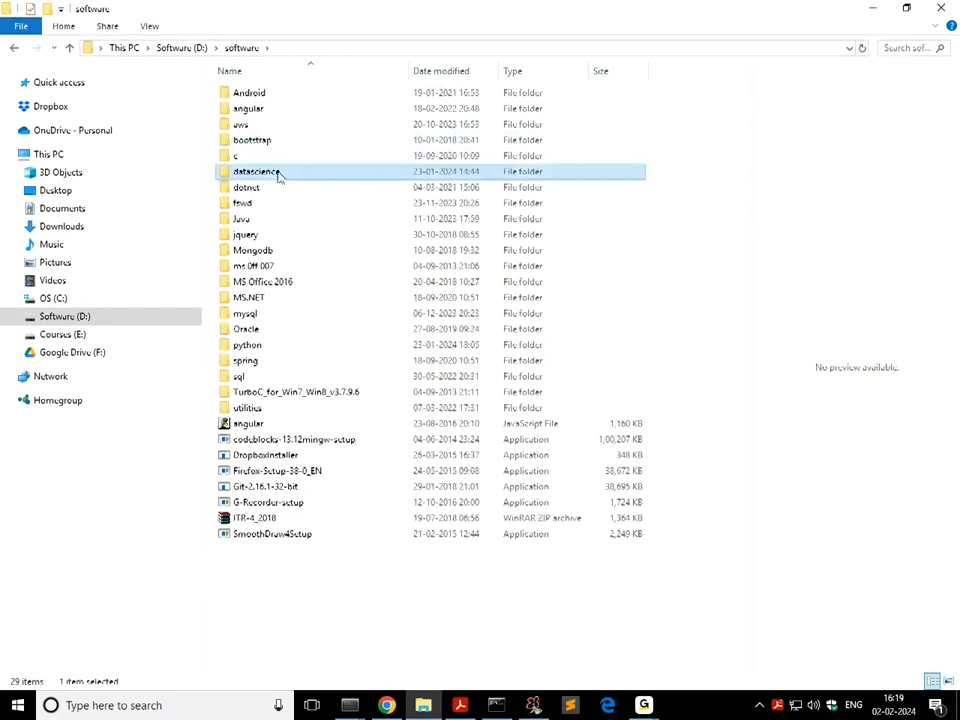 software
File Home Share View
This PC Software (D:) software Search sof...
Name Date modified Type Size
Quick access
Dropbox
OneDrive - Personal
This PC
3D Objects
Desktop
Documents
Downloads
Music
Pictures
Videos
OS (C:)
Software (D:)
Courses (E:)
Google Drive (F:)
Network
Homegroup
Android 19-01-2021 16:53 File folder
angular 18-02-2022 20:48 File folder
aws 20-10-2023 16:53 File folder
bootstrap 10-01-2018 20:41 File folder
c 19-09-2020 10:09 File folder
datascience 23-01-2024 14:44 File folder
dotnet 04-03-2021 15:06 File folder
fswd 23-11-2023 20:26 File folder
Java 11-10-2023 17:59 File folder
jquery 30-10-2018 08:55 File folder
Mongodb 10-08-2018 19:32 File folder
ms 0ff 007 04-09-2013 21:06 File folder
MS Office 2016 20-04-2018 10:27 File folder
MS.NET 18-09-2020 10:51 File folder
mysql 06-12-2023 20:23 File folder
Oracle 27-08-2019 09:24 File folder
python 23-01-2024 18:05 File folder
spring 18-09-2020 10:51 File folder
sql 30-05-2022 20:31 File folder
TurboC_for_Win7_Win8_v3.7.9.6 04-09-2013 21:11 File folder
utilities 07-03-2022 17:31 File folder
angular 23-08-2016 20:10 JavaScript File 1,160 KB
codeblocks-13.12mingw-setup 04-06-2014 23:24 Application 1,00,207 KB
DropboxInstaller 26-03-2015 16:37 Application 348 KB
Firefox-Setup-38-0_EN 24-05-2015 09:08 Application 38,672 KB
Git-2.16.1-32-bit 29-01-2018 21:01 Application 38,695 KB
G-Recorder-setup 12-10-2016 20:00 Application 1,724 KB
ITR-4_2018 19-07-2018 06:56 WinRAR ZIP archive 1,364 KB
SmoothDraw4Setup 21-02-2015 12:44 Application 2,249 KB
No preview available.
29 items 1 item selected
Type here to search
ENG
16:19
02-02-2024